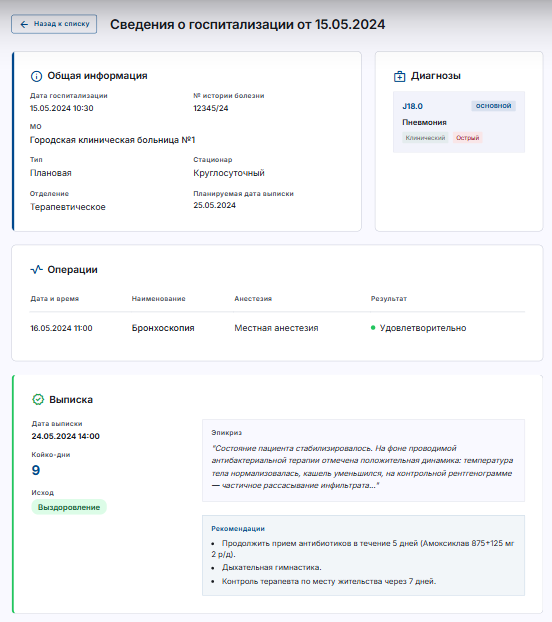 Назад к списку
Сведения о госпитализации от 15.05.2024
Общая информация
Дата госпитализации
№ истории болезни
15.05.2024 10:30
12345/24
МО
Городская клиническая больница №1
Тип
Стационар
Плановая
Круглосуточный
Отделение
Планируемая дата выписки
Терапевтическое
25.05.2024
Диагнозы
J18.0
ОСНОВНОЙ
Пневмония
Клинический
Острый
Операции
Дата и время
Наименование
Анестезия
Результат
16.05.2024 11:00
Бронхоскопия
Местная анестезия
Удовлетворительно
Выписка
Дата выписки
24.05.2024 14:00
Койко-дни
9
Исход
Выздоровление
Эпикриз
"Состояние пациента стабилизировалось. На фоне проводимой
антибактериальной терапии отмечена положительная динамика: температура
тела нормализовалась, кашель уменьшился, на контрольной рентгенограмме
— частичное рассасывание инфильтрата..."
Рекомендации
• Продолжить прием антибиотиков в течение 5 дней (Амоксиклав 875+125 мг
2 р/д).
• Дыхательная гимнастика.
• Контроль терапевта по месту жительства через 7 дней.